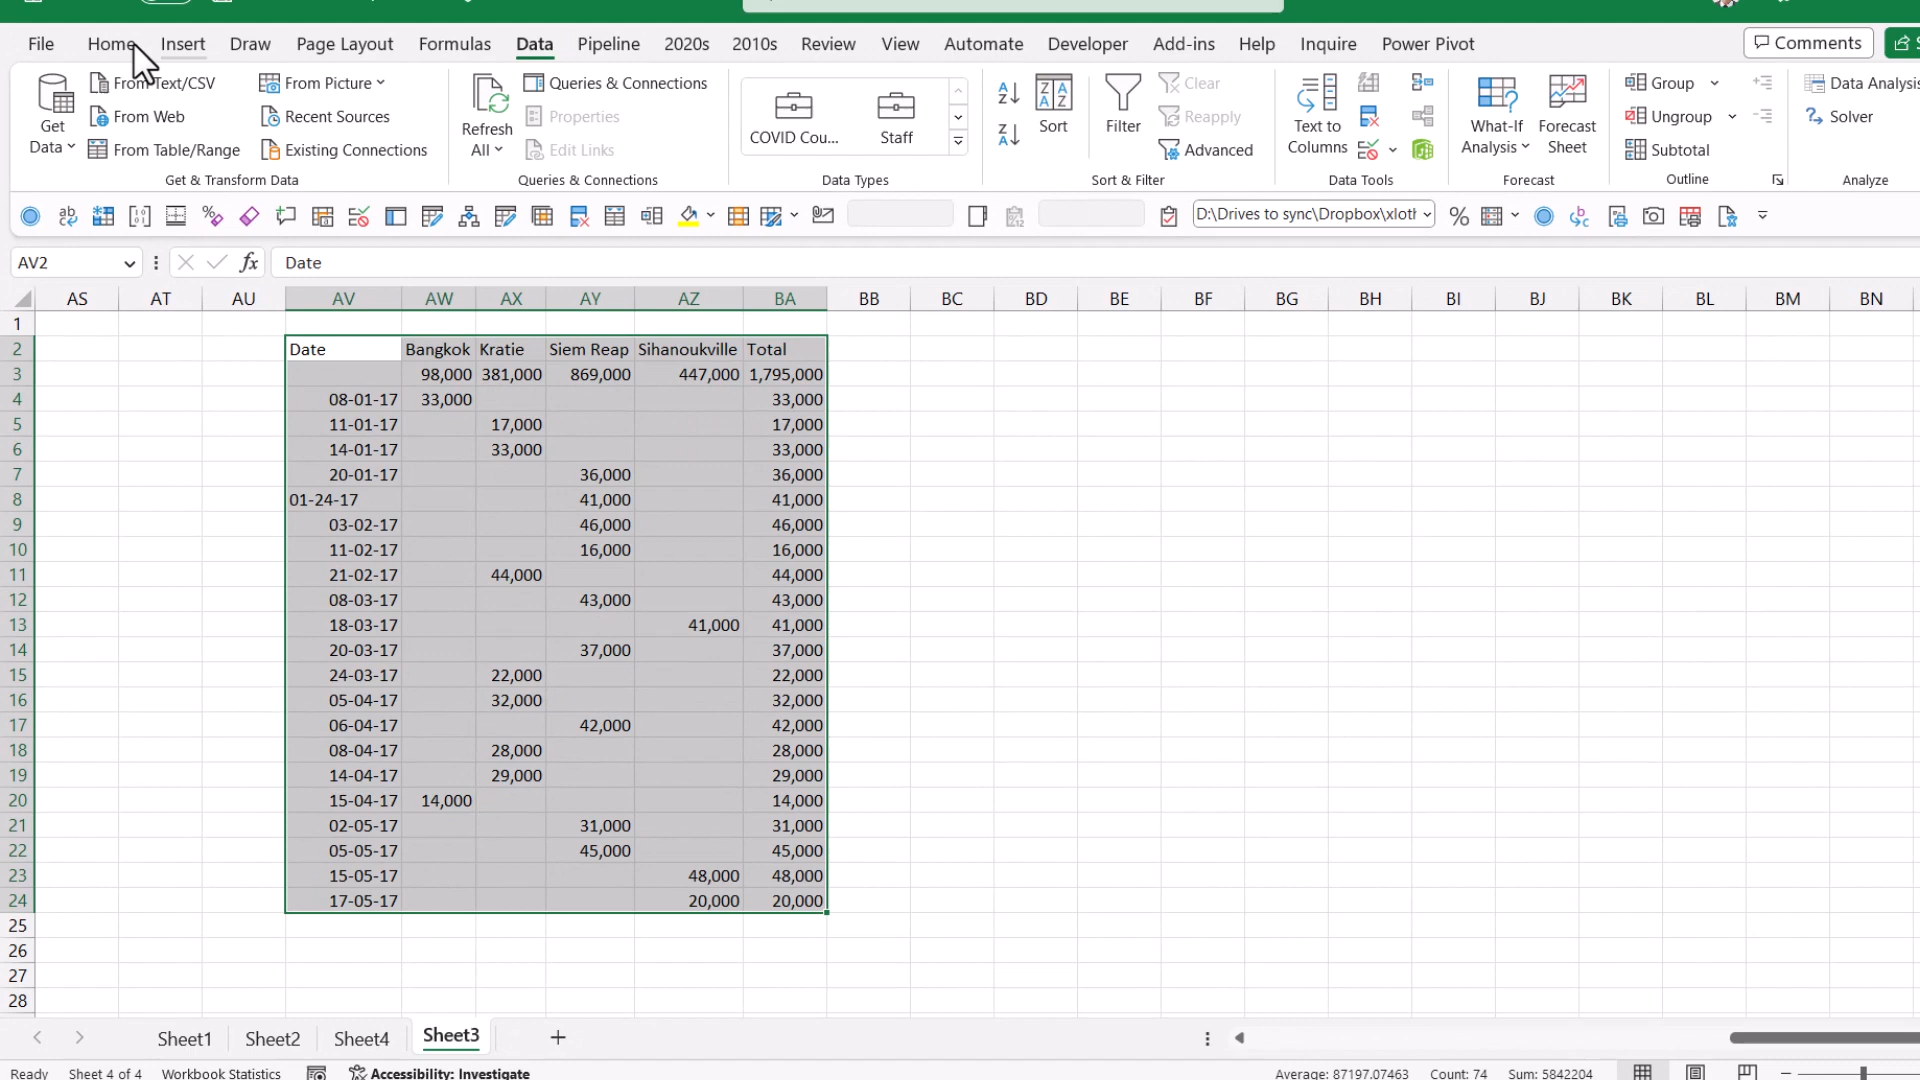 File Home Insert Draw Page Layout Formulas Data Pipeline 2020s 2010s Review View Automate Developer Add-ins Help Inquire Power Pivot Comments
From Text/CSV From Picture Queries & Connections Clear Group Data Analysis
Get Data From Web Recent Sources Refresh All Properties COVID Cou... Staff Sort Filter Reapply Text to Columns What-If Analysis Forecast Sheet Ungroup Solver
From Table/Range Existing Connections Edit Links Advanced Subtotal
Get & Transform Data Queries & Connections Data Types Sort & Filter Data Tools Forecast Outline Analyze
D:\Drives to sync\Dropbox\xlotl
AV2 fx Date
AS AT AU AV AW AX AY AZ BA BB BC BD BE BF BG BH BI BJ BK BL BM BN
1
2 Date Bangkok Kratie Siem Reap Sihanoukville Total
3 98,000 381,000 869,000 447,000 1,795,000
4 08-01-17 33,000 33,000
5 11-01-17 17,000 17,000
6 14-01-17 33,000 33,000
7 20-01-17 36,000 36,000
8 01-24-17 41,000 41,000
9 03-02-17 46,000 46,000
10 11-02-17 16,000 16,000
11 21-02-17 44,000 44,000
12 08-03-17 43,000 43,000
13 18-03-17 41,000 41,000
14 20-03-17 37,000 37,000
15 24-03-17 22,000 22,000
16 05-04-17 32,000 32,000
17 06-04-17 42,000 42,000
18 08-04-17 28,000 28,000
19 14-04-17 29,000 29,000
20 15-04-17 14,000 14,000
21 02-05-17 31,000 31,000
22 05-05-17 45,000 45,000
23 15-05-17 48,000 48,000
24 17-05-17 20,000 20,000
25
26
27
28
Sheet1 Sheet2 Sheet4 Sheet3
Ready Sheet 4 of 4 Workbook Statistics Accessibility: Investigate Average: 87197.07463 Count: 74 Sum: 5842204